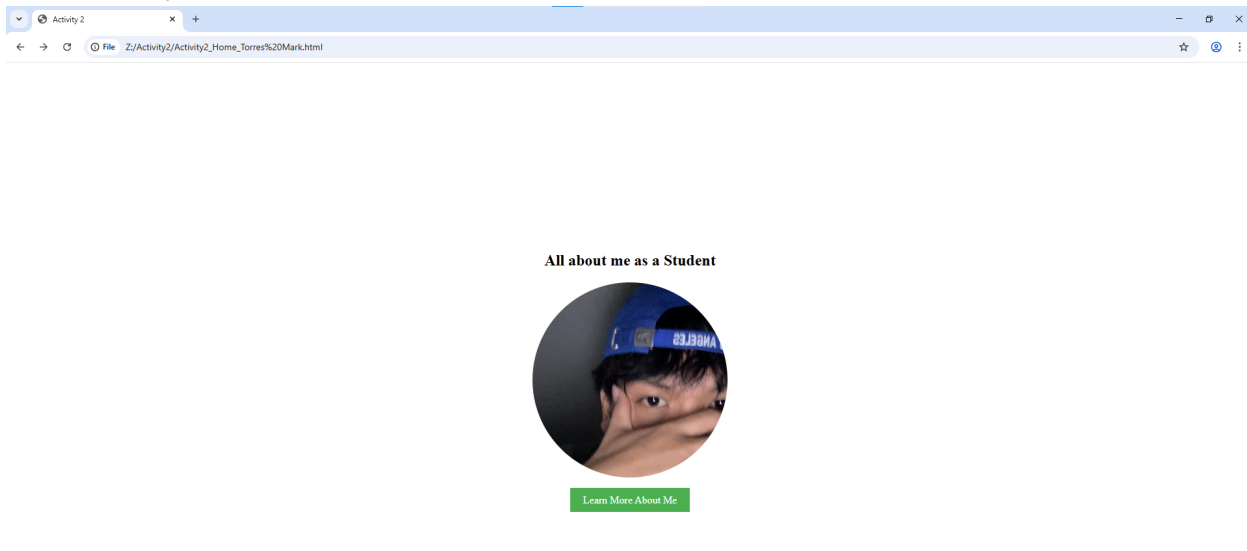 Activity 2
File Z:/Activity2/Activity2_Home_Torres%20Mark.html
All about me as a Student
ANGELES
Learn More About Me